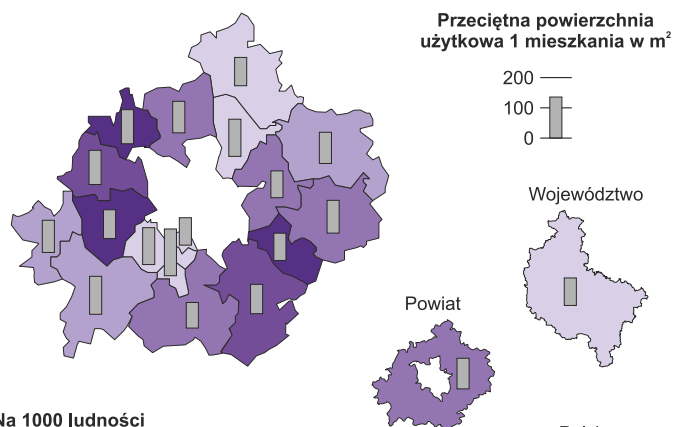 Przeciętna powierzchnia
użytkowa 1 mieszkania w m²
200
100
0
Województwo
Powiat
Na 1000 ludności